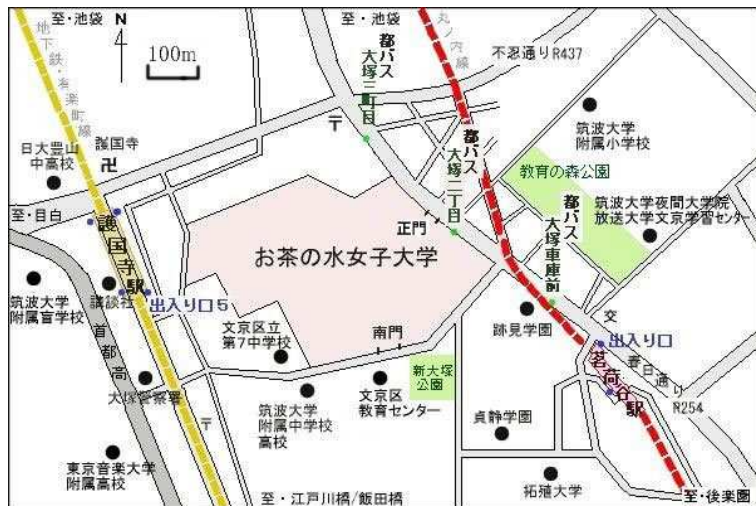 至・池袋
N
100m
地下鉄・有楽町線
至・池袋
丸ノ内線
都バス
大塚三町目
不忍通り R437
〒
筑波大学
附属小学校
日大豊山
中高校
護国寺
卍
都バス
大塚二丁目
教育の森公園
都バス
大塚車庫前
筑波大学夜間大学院
放送大学文京学習センター
至・目白
護国寺駅
正門
お茶の水女子大学
筑波大学
附属盲学校
講談社
出入り口5
首都高
跡見学園
交
出入り口
文京区立
第7中学校
南門
新大塚
公園
茗荷谷駅
春日通り
R254
大塚警察署
〒
筑波大学
附属中学校
高校
文京区
教育センター
貞静学園
東京音楽大学
附属高校
拓殖大学
至・江戸川橋/飯田橋
至・後楽園